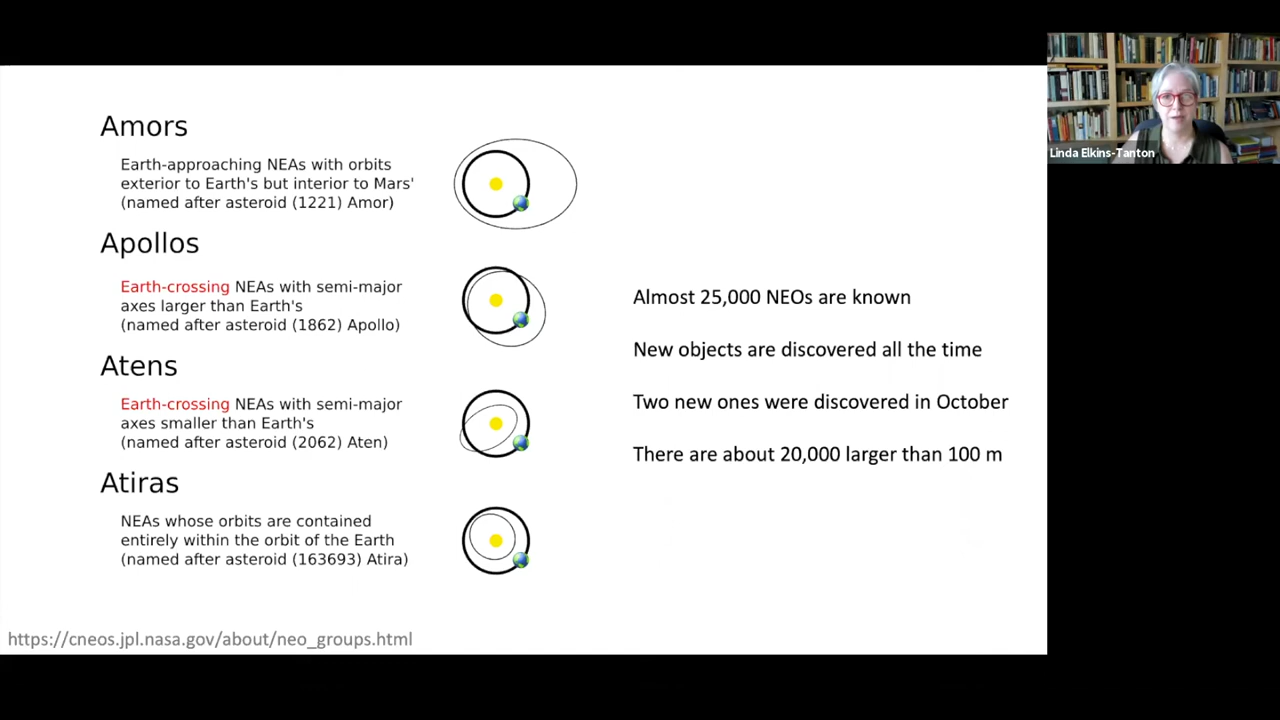 Amors
Earth-approaching NEAs with orbits
exterior to Earth's but interior to Mars'
(named after asteroid (1221) Amor)
Apollos
Earth-crossing NEAs with semi-major
axes larger than Earth's
(named after asteroid (1862) Apollo)
Atens
Earth-crossing NEAs with semi-major
axes smaller than Earth's
(named after asteroid (2062) Aten)
Atiras
NEAs whose orbits are contained
entirely within the orbit of the Earth
(named after asteroid (163693) Atira)
Almost 25,000 NEOs are known
New objects are discovered all the time
Two new ones were discovered in October
There are about 20,000 larger than 100 m
https://cneos.jpl.nasa.gov/about/neo_groups.html
Linda Elkins-Tanton